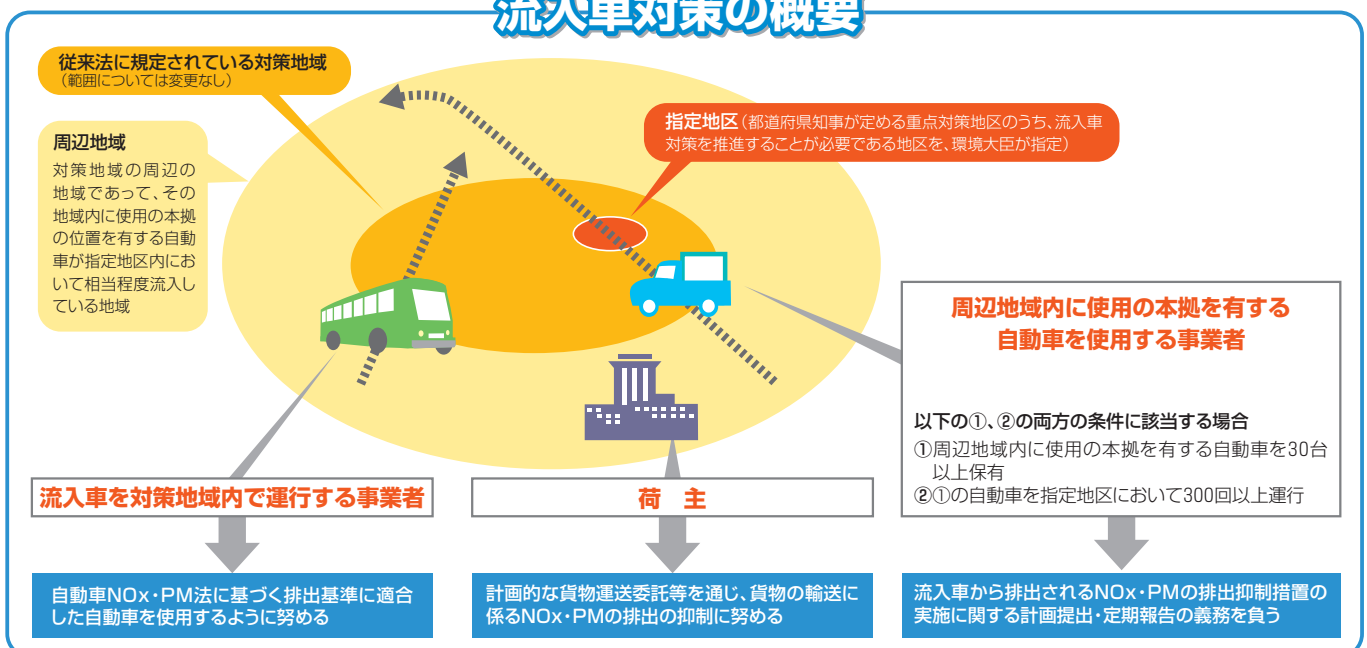 流入車対策の概要
従来法に規定されている対策地域
（範囲については変更なし）
周辺地域
対策地域の周辺の
地域であって、その
地域内に使用の本拠
の位置を有する自動
車が指定地区内にお
いて相当程度流入し
ている地域
指定地区（都道府県知事が定める重点対策地区のうち、流入車
対策を推進することが必要である地区を、環境大臣が指定）
周辺地域内に使用の本拠を有する
自動車を使用する事業者
以下の①、②の両方の条件に該当する場合
①周辺地域内に使用の本拠を有する自動車を30台
以上保有
②①の自動車を指定地区において300回以上運行
流入車を対策地域内で運行する事業者
荷 主
自動車NOx・PM法に基づく排出基準に適合
した自動車を使用するように努める
計画的な貨物運送委託等を通じ、貨物の輸送に
係るNOx・PMの排出の抑制に努める
流入車から排出されるNOx・PMの排出抑制措置の
実施に関する計画提出・定期報告の義務を負う